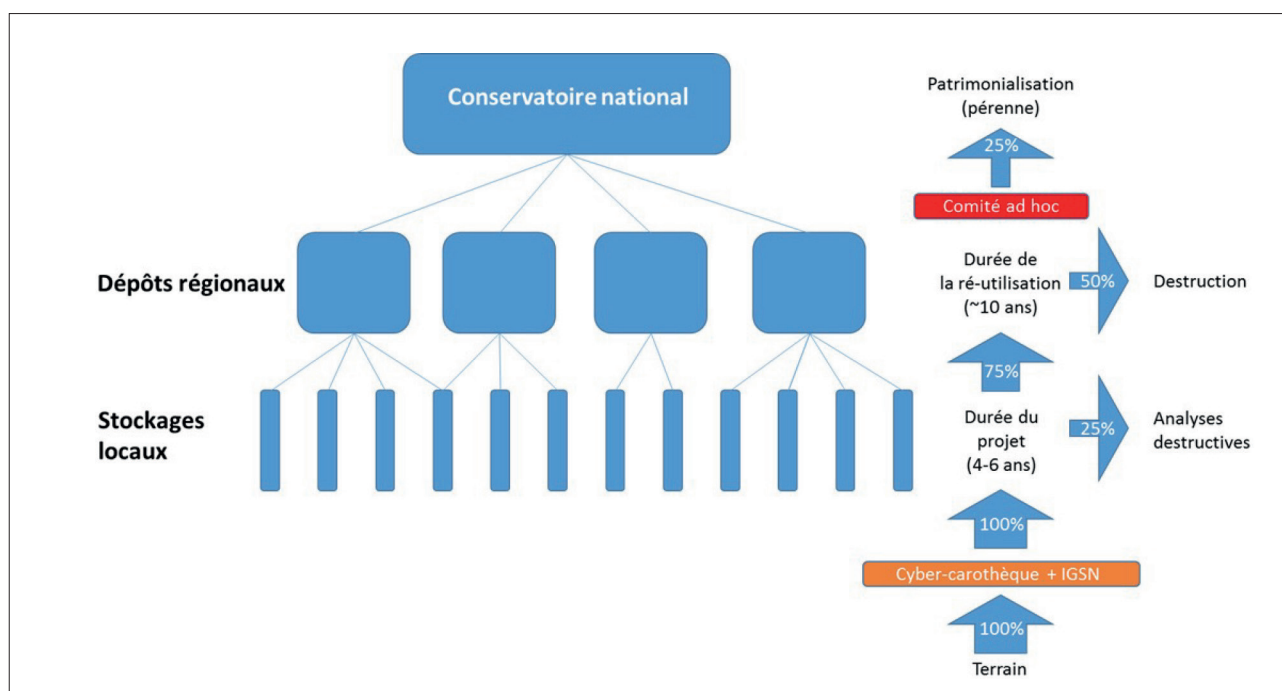 Conservatoire national
Dépôts régionaux
Stockages
locaux
Patrimonialisation
(pérenne)
25%
Comité ad hoc
Durée de
la ré-utilisation
(~10 ans)
50%
Destruction
75%
Durée du
projet
(4-6 ans)
25%
Analyses
destructives
100%
Cyber-carothèque + IGSN
100%
Terrain